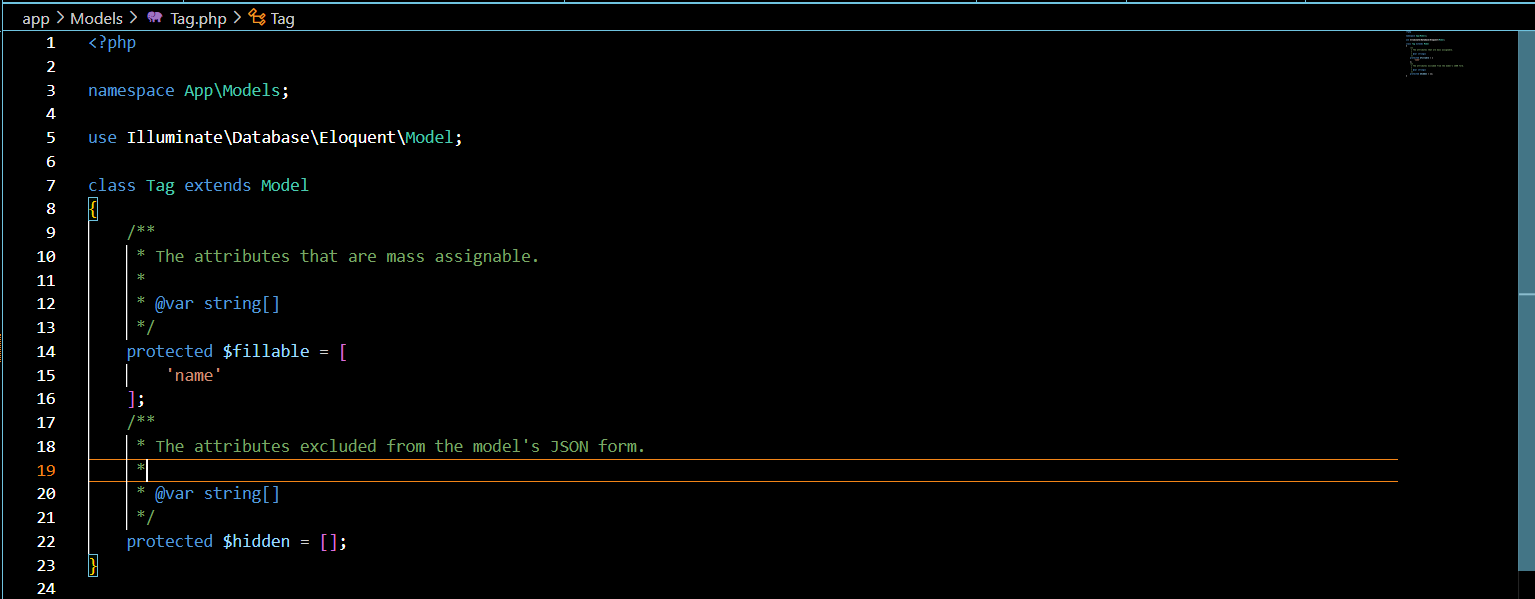 app > Models > Tag.php > Tag
1 <?php
2
3 namespace App\Models;
4
5 use Illuminate\Database\Eloquent\Model;
6
7 class Tag extends Model
8 {
9     /**
10      * The attributes that are mass assignable.
11      *
12      * @var string[]
13      */
14     protected $fillable = [
15         'name'
16     ];
17     /**
18      * The attributes excluded from the model's JSON form.
19      *
20      * @var string[]
21      */
22     protected $hidden = [];
23 }
24